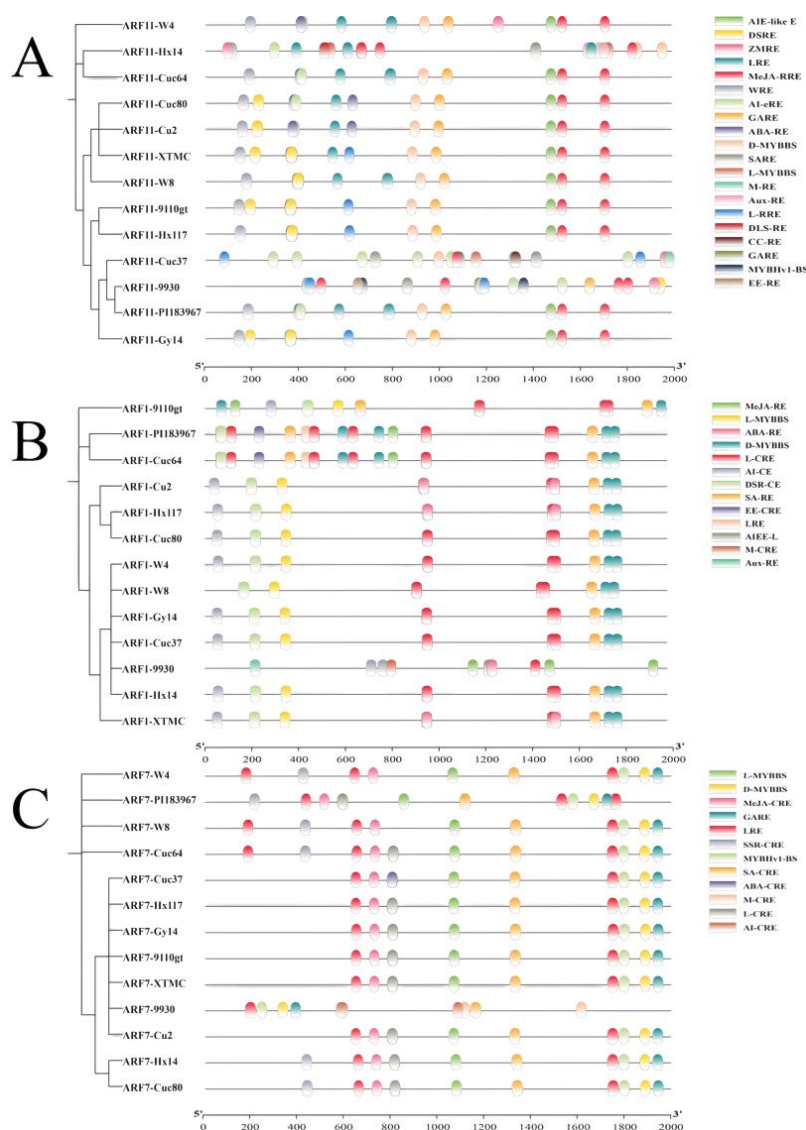 A
ARF11-W4
ARF11-Hx14
ARF11-Cuc64
ARF11-Cuc80
ARF11-Cu2
ARF11-XTMC
ARF11-W8
ARF11-9110gt
ARF11-Hx117
ARF11-Cuc37
ARF11-9930
ARF11-PI183967
ARF11-Gy14
5' 3'
0 200 400 600 800 1000 1200 1400 1600 1800 2000
AIE-like E
DSRE
ZMRE
LRE
MeJA-RRE
WRE
AI-eRE
GARE
ABA-RE
D-MYBBS
SARE
L-MYBBS
M-RE
Aux-RE
L-RRE
DLS-RE
CC-RE
GARE
MYBHv1-BS
EE-RE
B
ARF1-9110gt
ARF1-PI183967
ARF1-Cuc64
ARF1-Cu2
ARF1-Hx117
ARF1-Cuc80
ARF1-W4
ARF1-W8
ARF1-Gy14
ARF1-Cuc37
ARF1-9930
ARF1-Hx14
ARF1-XTMC
5' 3'
0 200 400 600 800 1000 1200 1400 1600 1800 2000
MeJA-RE
L-MYBBS
ABA-RE
D-MYBBS
L-CRE
AI-CE
DSR-CE
SA-RE
EE-CRE
LRE
AIEE-L
M-CRE
Aux-RE
C
ARF7-W4
ARF7-PI183967
ARF7-W8
ARF7-Cuc64
ARF7-Cuc37
ARF7-Hx117
ARF7-Gy14
ARF7-9110gt
ARF7-XTMC
ARF7-9930
ARF7-Cu2
ARF7-Hx14
ARF7-Cuc80
5' 3'
0 200 400 600 800 1000 1200 1400 1600 1800 2000
L-MYBBS
D-MYBBS
MeJA-CRE
GARE
LRE
SSR-CRE
MYBHv1-BS
SA-CRE
ABA-CRE
M-CRE
L-CRE
AI-CRE